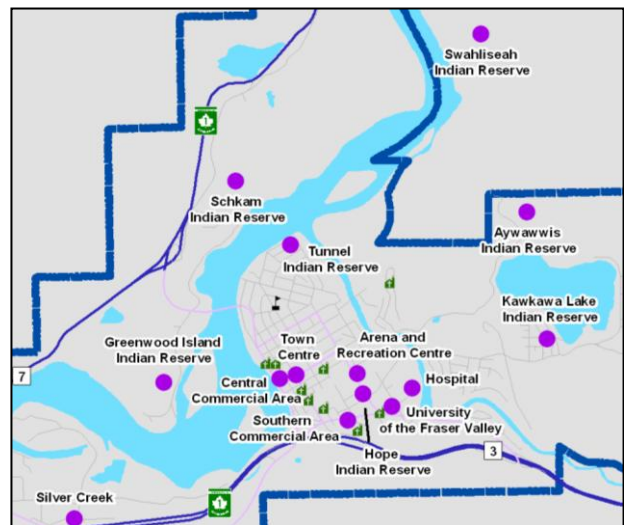 Swahliseah
Indian Reserve
1
Schkam
Indian Reserve
Aywawwis
Indian Reserve
Tunnel
Indian Reserve
Kawkawa Lake
Indian Reserve
Greenwood Island
Indian Reserve
Town
Centre
Arena and
Recreation Centre
7
Central
Commercial Area
Hospital
University
of the Fraser Valley
Southern
Commercial Area
Hope
Indian Reserve
3
Silver Creek
1